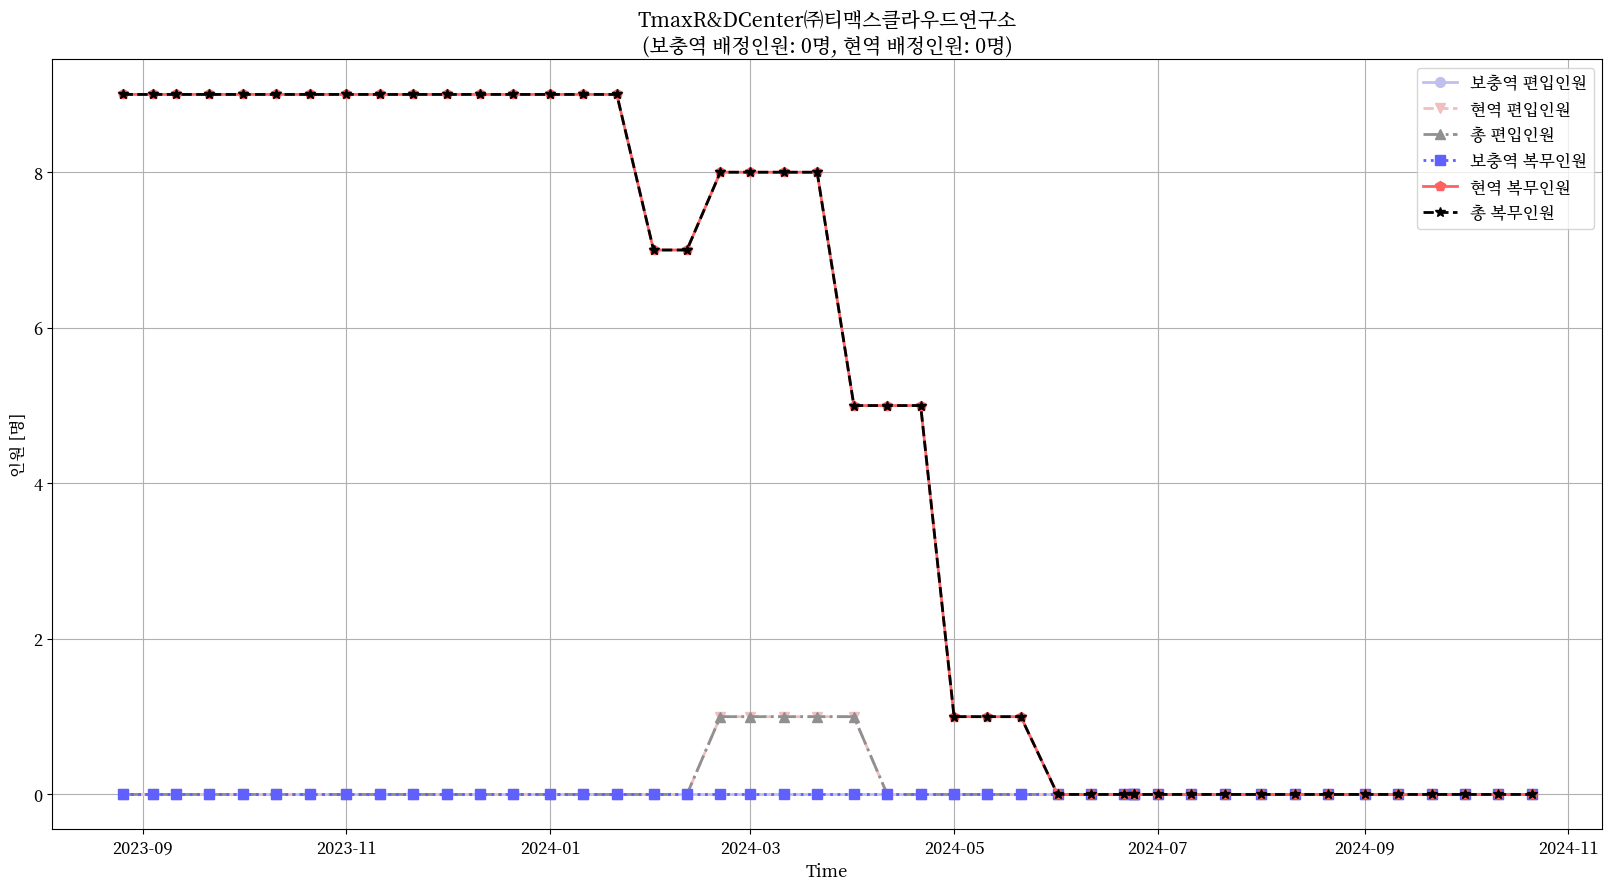 TmaxR&DCenter㈜티맥스클라우드연구소
(보충역 배정인원: 0명, 현역 배정인원: 0명)
보충역 편입인원
현역 편입인원
총 편입인원
보충역 복무인원
현역 복무인원
총 복무인원
인원 [명]
8
6
4
2
0
2023-09
2023-11
2024-01
2024-03
2024-05
2024-07
2024-09
2024-11
Time